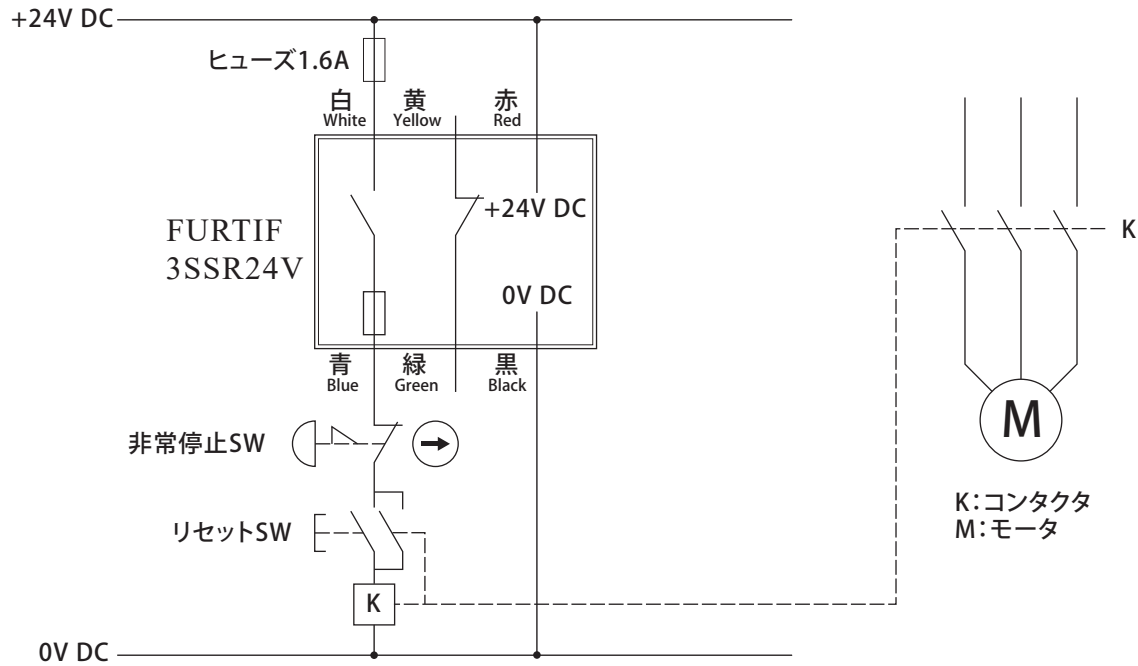 +24V DC
ヒューズ1.6A
白
White
黄
Yellow
赤
Red
+24V DC
FURTIF
3SSR24V
0V DC
青
Blue
緑
Green
黒
Black
非常停止SW
リセットSW
K
0V DC
K
M
K:コンタクタ
M:モータ